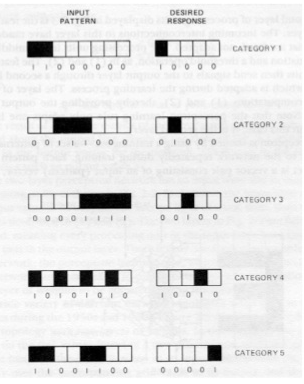 INPUT PATTERN
DESIRED RESPONSE
CATEGORY 1
1 1 0 0 0 0 0 0
1 0 0 0 0
CATEGORY 2
0 0 1 1 1 0 0 0
0 1 0 0 0
CATEGORY 3
0 0 0 0 1 1 1 1
0 0 1 0 0
CATEGORY 4
1 0 1 0 1 0 1 0
0 0 0 1 0
CATEGORY 5
1 1 0 0 1 1 0 0
0 0 0 0 1